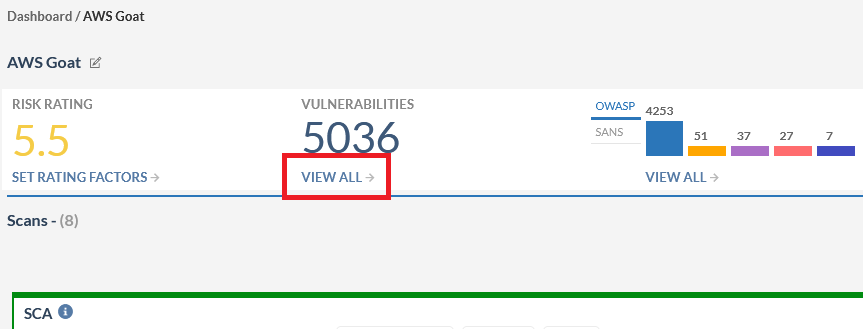 Dashboard / AWS Goat
AWS Goat
RISK RATING
5.5
SET RATING FACTORS
VULNERABILITIES
5036
VIEW ALL
OWASP
SANS
4253
51
37
27
7
VIEW ALL
Scans - (8)
SCA